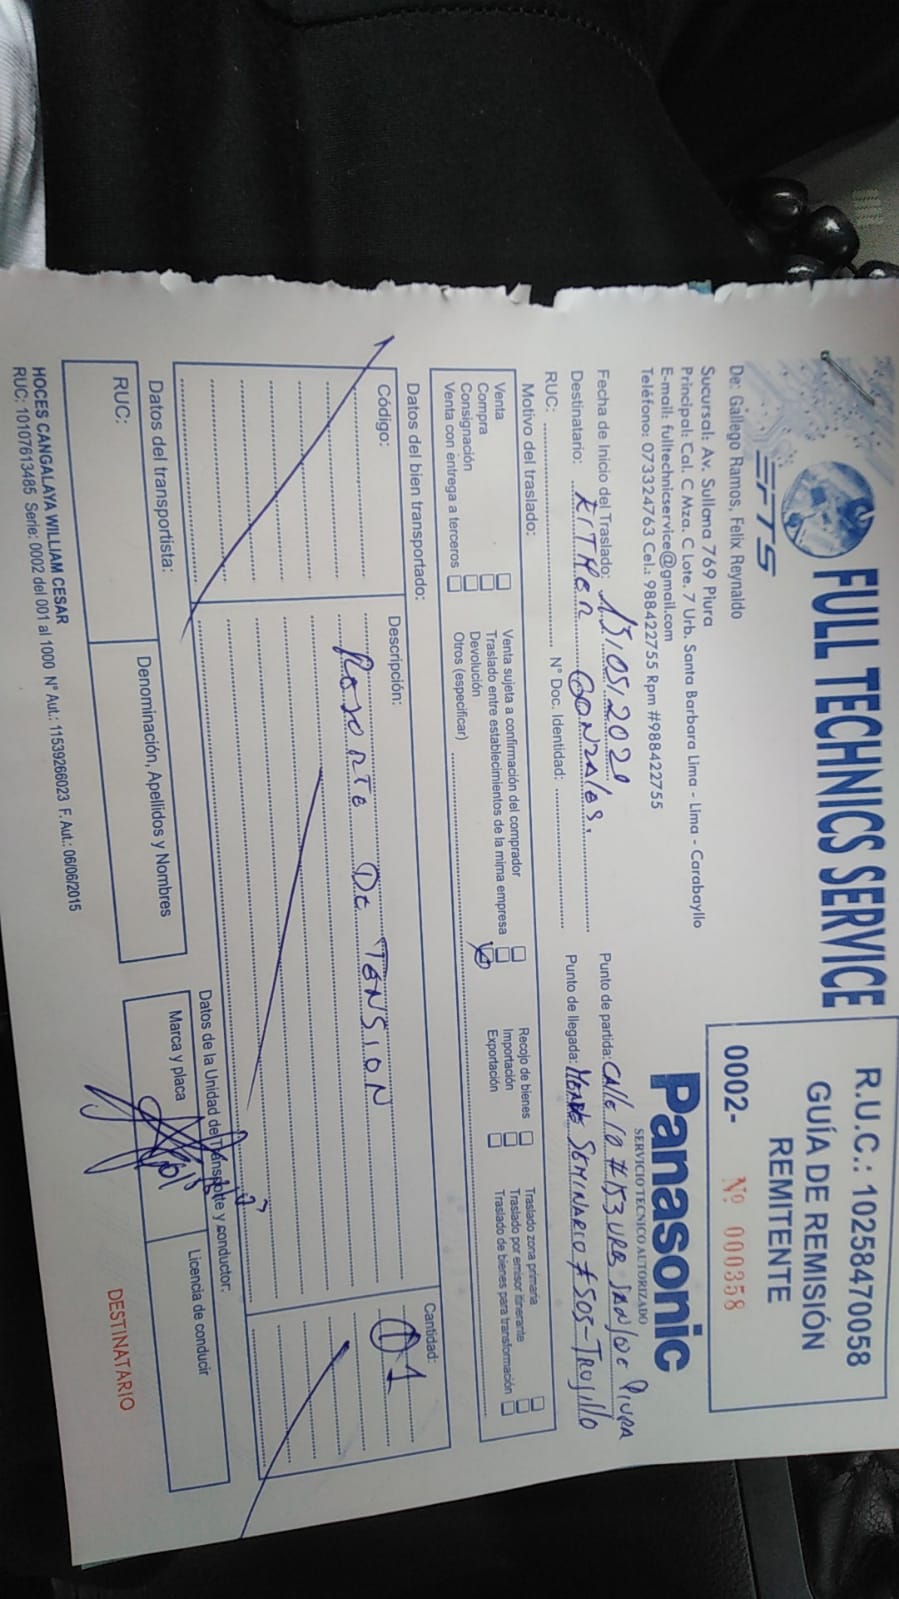 FULL TECHNICS SERVICE
EFTS
De: Gallego Ramos, Felix Reynaldo
Sucursal: Av. Sullana 769 Piura
Principal: Cal. C Mza. C Lote. 7 Urb. Santa Barbara Lima - Lima - Carabayllo
E-mail: fulltechnicservice@gmail.com
Teléfono: 073324763 Cel.: 988422755 Rpm #988422755
Panasonic
SERVICIO TECNICO AUTORIZADO
R.U.C.: 10258470058
GUÍA DE REMISIÓN
REMITENTE
0002- Nº 000358
Fecha de Inicio del Traslado: 15/05/2021
Punto de partida: CALLE 10 # 153 URB Piura
Destinatario: GONZALES.
Punto de llegada: SEMINARIO # 505-Trujillo
RUC: N° Doc. Identidad:
Motivo del traslado:
Venta
Compra
Consignación
Venta con entrega a terceros
Venta sujeta a confirmación del comprador
Traslado entre establecimientos de la mima empresa
Devolución
Otros (especificar)
Recojo de bienes
Importación
Exportación
Traslado zona primaria
Traslado por emisor itinerante
Traslado de bienes para transformación
Datos del bien transportado:
Código: Descripción: Cantidad:
DE TENSION 01
Datos del transportista:
RUC: Denominación, Apellidos y Nombres
Datos de la Unidad de Transporte y conductor:
Marca y placa Licencia de conducir
HOCES CANGALAYA WILLIAM CESAR
RUC: 10107613485 Serie: 0002 del 001 al 1000 N° Aut.: 11539266023 F. Aut.: 06/06/2015
DESTINATARIO